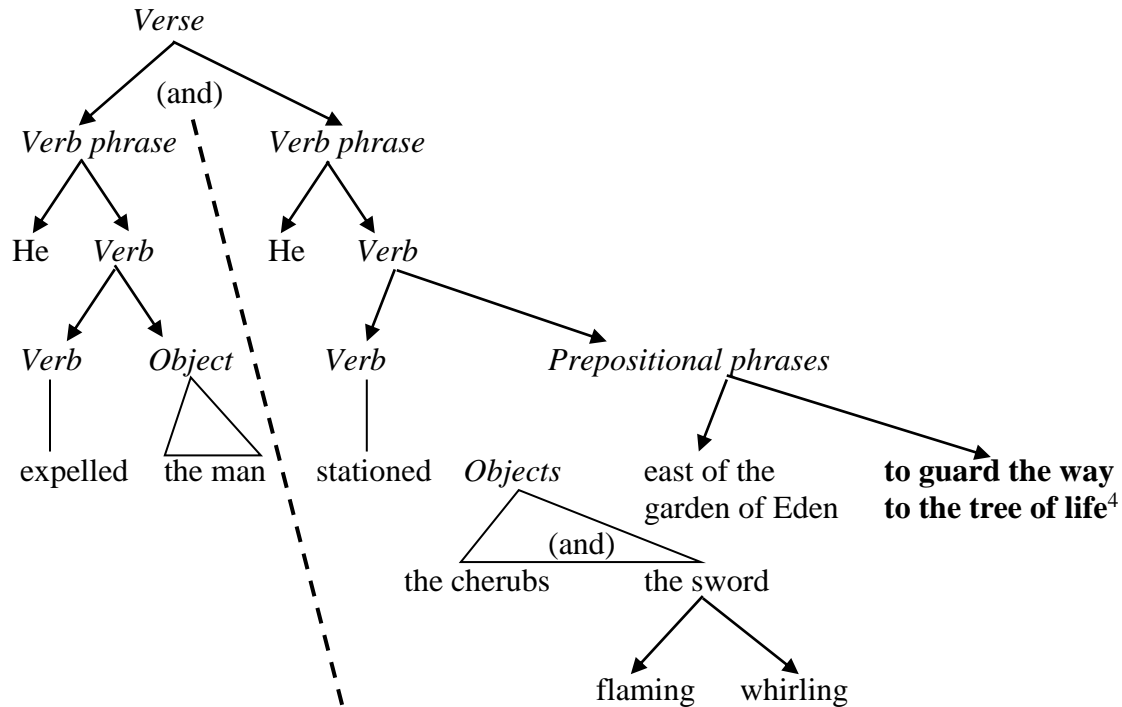 Verse
(and)
Verb phrase Verb phrase
He Verb He Verb
Verb Object Verb Prepositional phrases
expelled the man stationed Objects east of the to guard the way
garden of Eden to the tree of life⁴
(and)
the cherubs the sword
flaming whirling